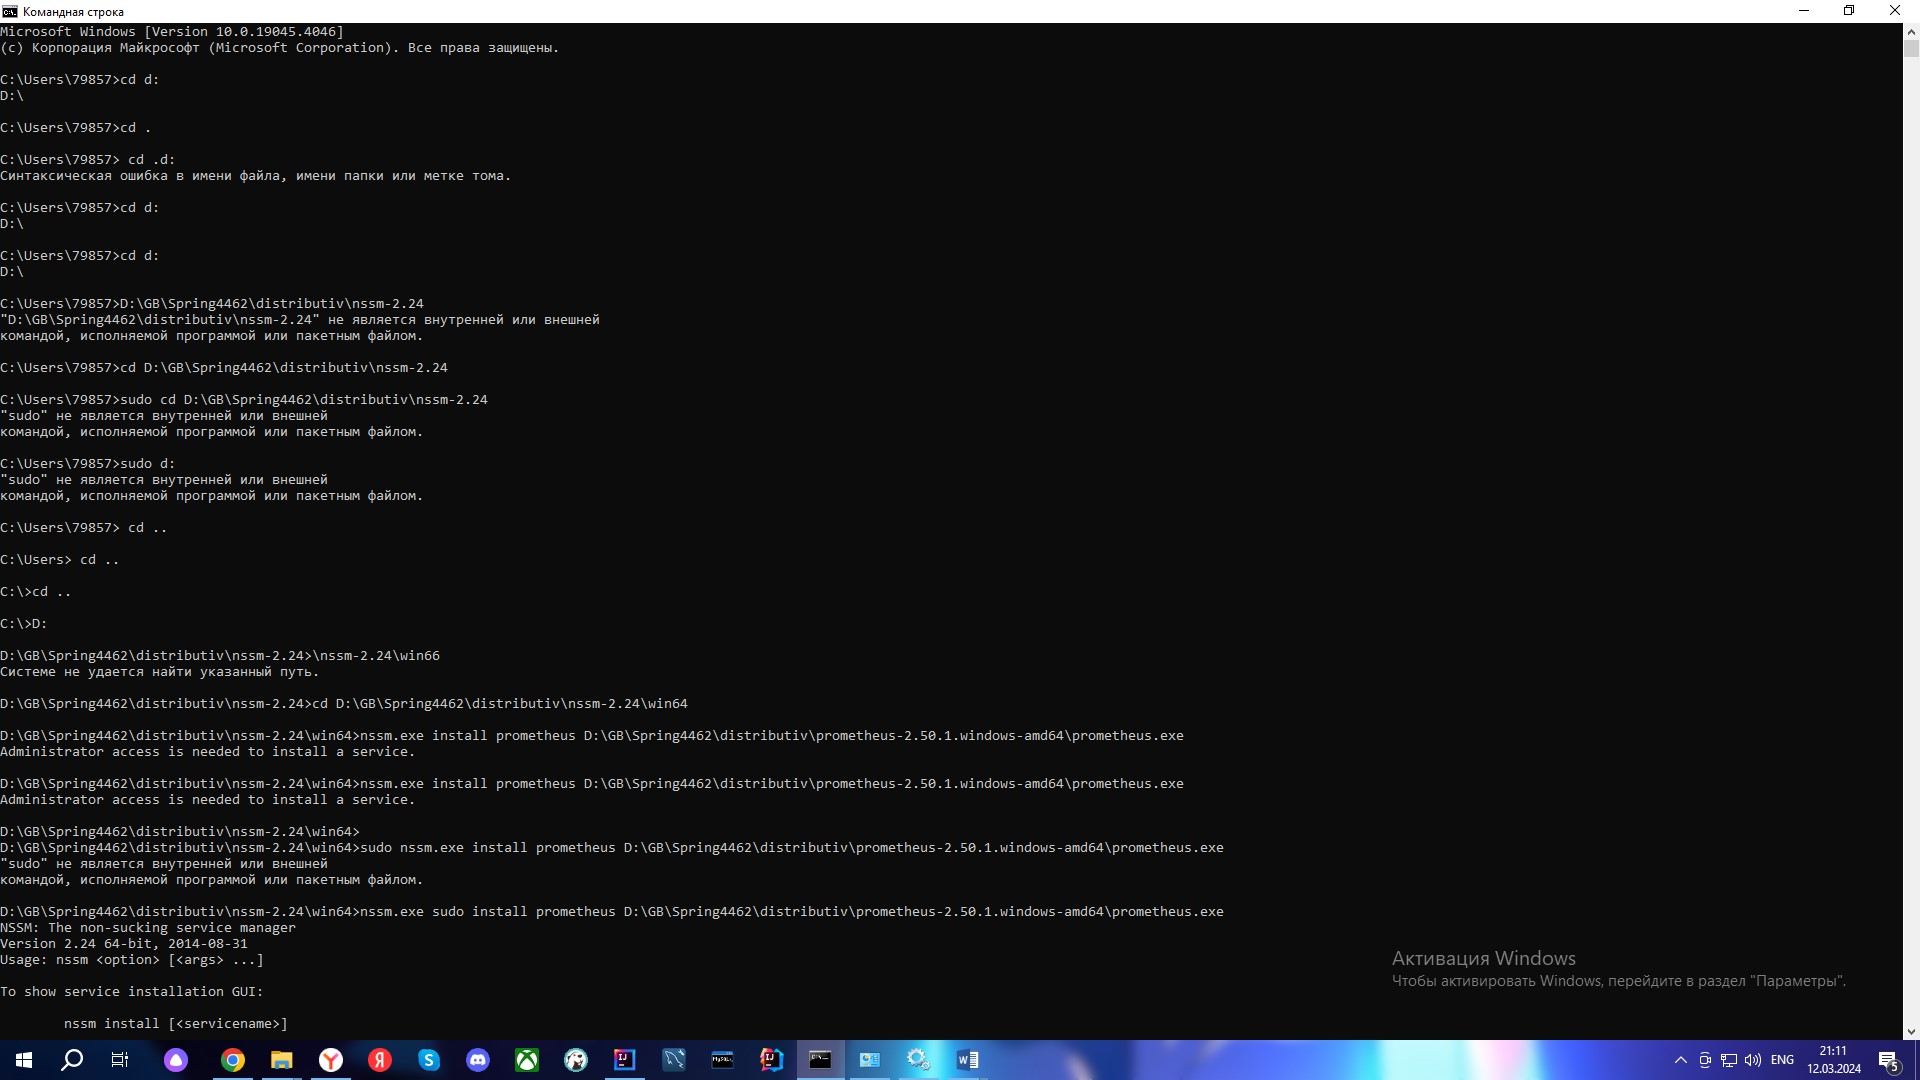 Командная строка
Microsoft Windows [Version 10.0.19045.4046]
(c) Корпорация Майкрософт (Microsoft Corporation). Все права защищены.
C:\Users\79857>cd d:
D:\
C:\Users\79857>cd .
C:\Users\79857> cd .d:
Синтаксическая ошибка в имени файла, имени папки или метке тома.
C:\Users\79857>cd d:
D:\
C:\Users\79857>cd d:
D:\
C:\Users\79857>D:\GB\Spring4462\distributiv\nssm-2.24
"D:\GB\Spring4462\distributiv\nssm-2.24" не является внутренней или внешней
командой, исполняемой программой или пакетным файлом.
C:\Users\79857>cd D:\GB\Spring4462\distributiv\nssm-2.24
C:\Users\79857>sudo cd D:\GB\Spring4462\distributiv\nssm-2.24
"sudo" не является внутренней или внешней
командой, исполняемой программой или пакетным файлом.
C:\Users\79857>sudo d:
"sudo" не является внутренней или внешней
командой, исполняемой программой или пакетным файлом.
C:\Users\79857> cd ..
C:\Users> cd ..
C:\>cd ..
C:\>D:
D:\GB\Spring4462\distributiv\nssm-2.24>\nssm-2.24\win66
Системе не удается найти указанный путь.
D:\GB\Spring4462\distributiv\nssm-2.24>cd D:\GB\Spring4462\distributiv\nssm-2.24\win64
D:\GB\Spring4462\distributiv\nssm-2.24\win64>nssm.exe install prometheus D:\GB\Spring4462\distributiv\prometheus-2.50.1.windows-amd64\prometheus.exe
Administrator access is needed to install a service.
D:\GB\Spring4462\distributiv\nssm-2.24\win64>nssm.exe install prometheus D:\GB\Spring4462\distributiv\prometheus-2.50.1.windows-amd64\prometheus.exe
Administrator access is needed to install a service.
D:\GB\Spring4462\distributiv\nssm-2.24\win64>
D:\GB\Spring4462\distributiv\nssm-2.24\win64>sudo nssm.exe install prometheus D:\GB\Spring4462\distributiv\prometheus-2.50.1.windows-amd64\prometheus.exe
"sudo" не является внутренней или внешней
командой, исполняемой программой или пакетным файлом.
D:\GB\Spring4462\distributiv\nssm-2.24\win64>nssm.exe sudo install prometheus D:\GB\Spring4462\distributiv\prometheus-2.50.1.windows-amd64\prometheus.exe
NSSM: The non-sucking service manager
Version 2.24 64-bit, 2014-08-31
Usage: nssm <option> [<args> ...]
To show service installation GUI:
nssm install [<servicename>]
Активация Windows
Чтобы активировать Windows, перейдите в раздел "Параметры".
ENG
21:11
12.03.2024
5